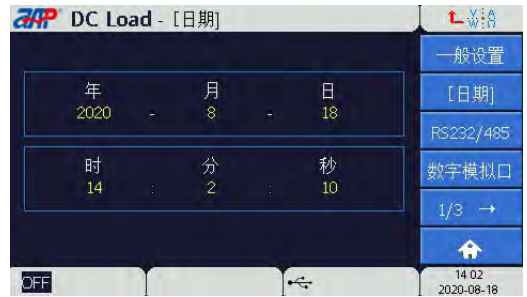 ZAP DC Load - [日期]
V A
W Ω
一般设置
年 月 日
2020 - 8 - 18
[日期]
RS232/485
时 分 秒
14 : 2 : 10
数字模拟口
1/3 →
OFF
14 02
2020-08-18